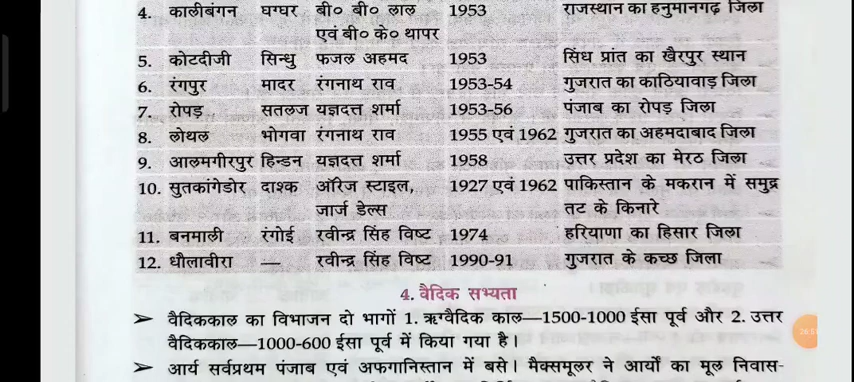 4. कालीबंगन घग्घर बी० बी० लाल 1953 राजस्थान का हनुमानगढ़ जिला
एवं बी० के० थापर
5. कोटदीजी सिन्धु फजल अहमद 1953 सिंध प्रांत का खैरपुर स्थान
6. रंगपुर मादर रंगनाथ राव 1953-54 गुजरात का काठियावाड़ जिला
7. रोपड़ सतलज यज्ञदत्त शर्मा 1953-56 पंजाब का रोपड़ जिला
8. लोथल भोगवा रंगनाथ राव 1955 एवं 1962 गुजरात का अहमदाबाद जिला
9. आलमगीरपुर हिन्डन यज्ञदत्त शर्मा 1958 उत्तर प्रदेश का मेरठ जिला
10. सुतकांगेडोर दाश्क ऑरेज स्टाइल, 1927 एवं 1962 पाकिस्तान के मकरान में समुद्र
जार्ज डेल्स तट के किनारे
11. बनमाली रंगोई रवीन्द्र सिंह विष्ट 1974 हरियाणा का हिसार जिला
12. धौलावीरा — रवीन्द्र सिंह विष्ट 1990-91 गुजरात के कच्छ जिला
4. वैदिक सभ्यता
➢ वैदिककाल का विभाजन दो भागों 1. ऋग्वैदिक काल—1500-1000 ईसा पूर्व और 2. उत्तर
वैदिककाल—1000-600 ईसा पूर्व में किया गया है।
➢ आर्य सर्वप्रथम पंजाब एवं अफगानिस्तान में बसे। मैक्समूलर ने आर्यों का मूल निवास-